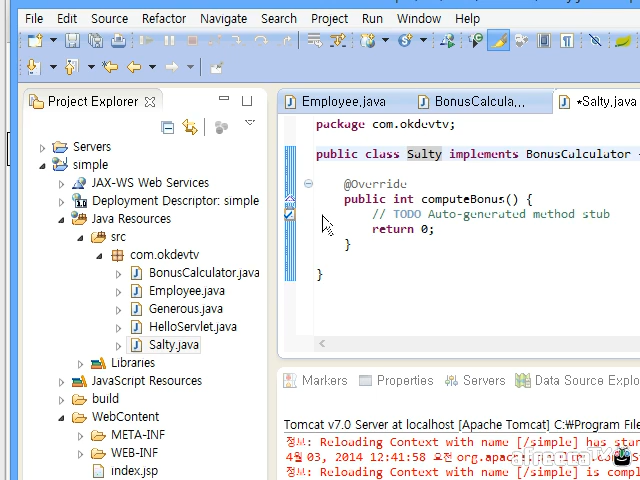 File Edit Source Refactor Navigate Search Project Run Window Help
Project Explorer
Servers
simple
JAX-WS Web Services
Deployment Descriptor: simple
Java Resources
src
com.okdevtv
BonusCalculator.java
Employee.java
Generous.java
HelloServlet.java
Salty.java
Libraries
JavaScript Resources
build
WebContent
META-INF
WEB-INF
index.jsp
Employee.java BonusCalcula... *Salty.java
package com.okdevtv;
public class Salty implements BonusCalculator
@Override
public int computeBonus() {
// TODO Auto-generated method stub
return 0;
}
}
Markers Properties Servers Data Source Explo
Tomcat v7.0 Server at localhost [Apache Tomcat] C:\Program File
정보: Reloading Context with name [/simple] has star
4월 03, 2014 12:41:58 오전 org.apac
정보: Reloading Context with name [/simple] is compl
afreecaTV